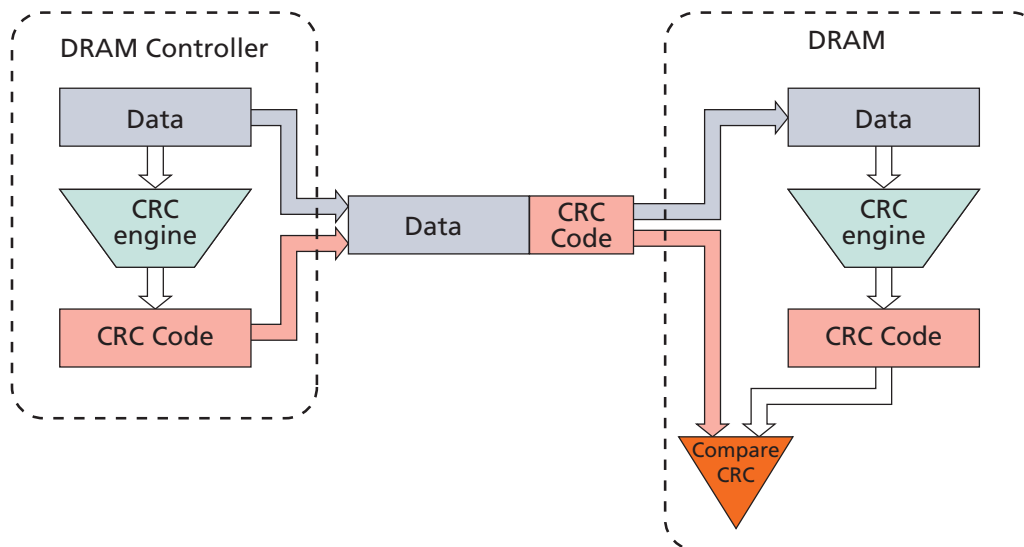 DRAM Controller
Data
CRC
engine
CRC Code
Data
CRC
Code
DRAM
Data
CRC
engine
CRC Code
Compare
CRC